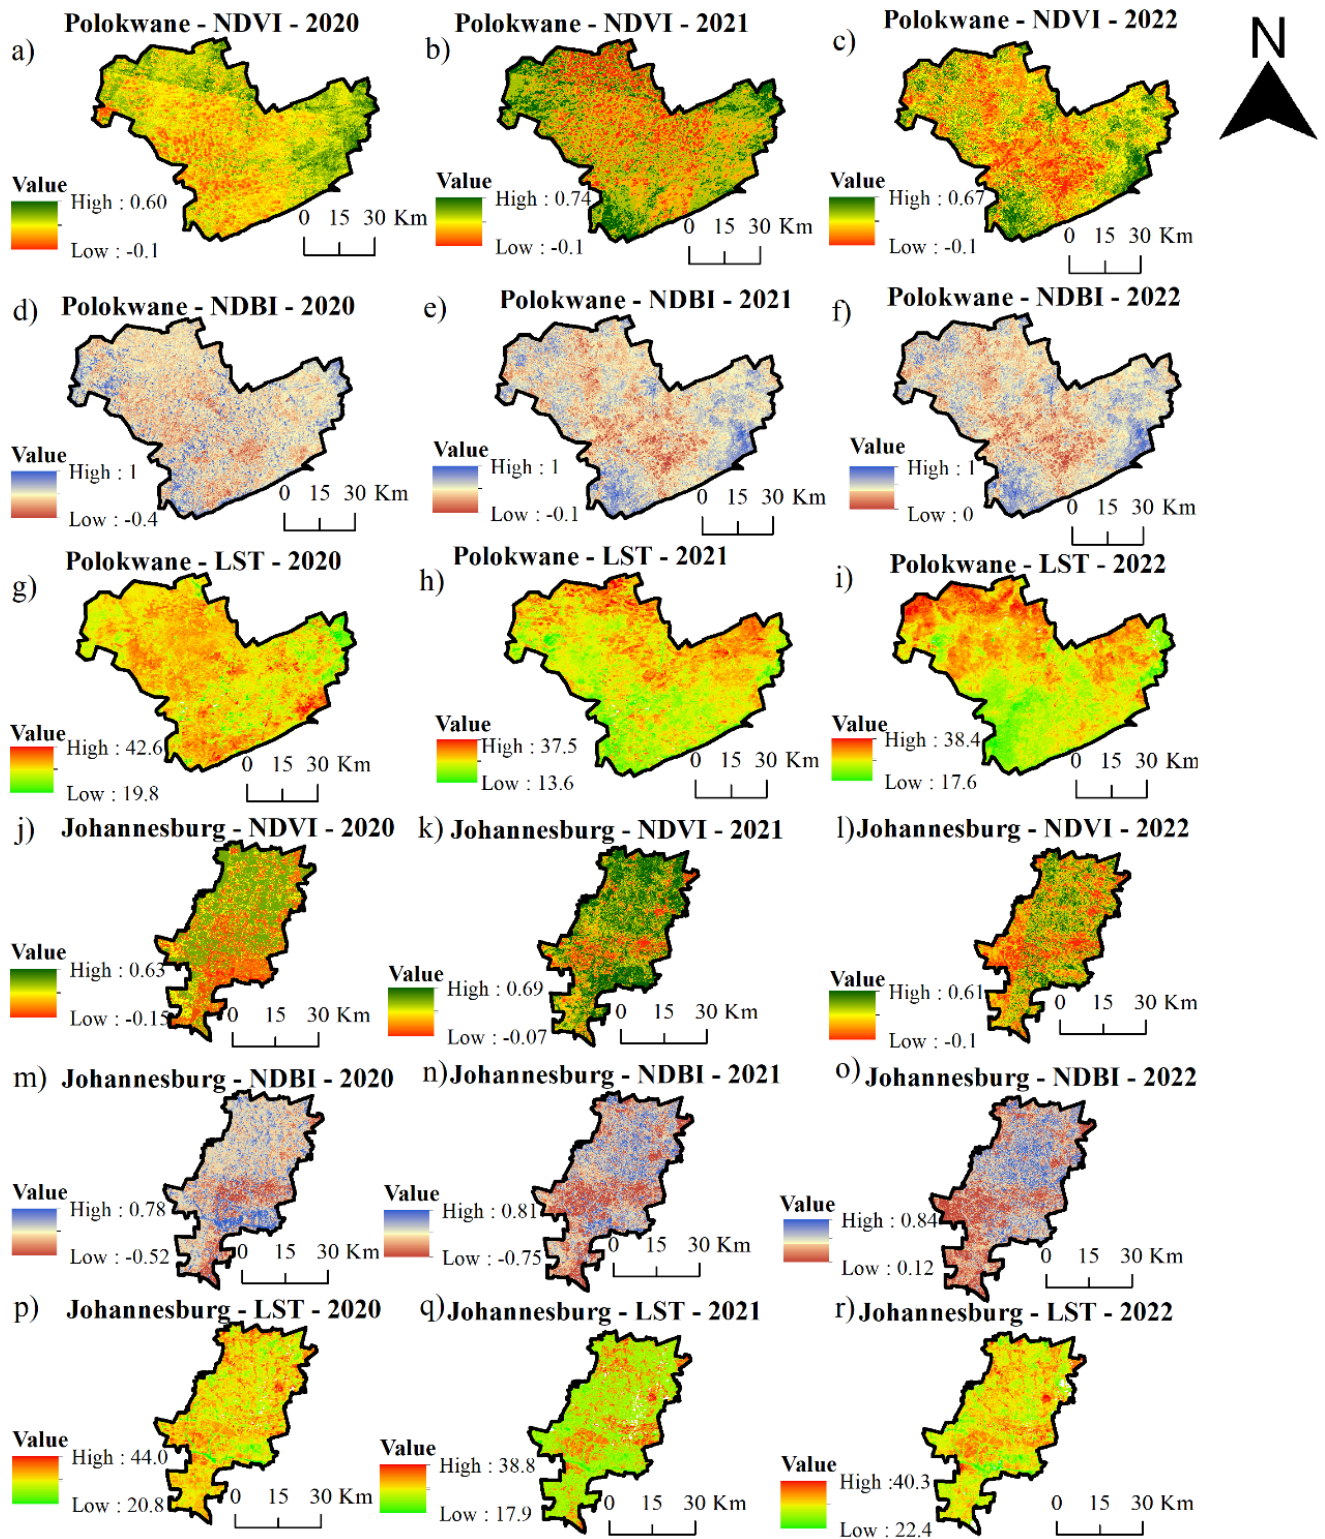 Polokwane - NDVI - 2020
Polokwane - NDVI - 2021
Polokwane - NDVI - 2022
N
a)
b)
c)
Value
High : 0.60
Low : -0.1
0 15 30 Km
Value
High : 0.74
Low : -0.1
0 15 30 Km
Value
High : 0.67
Low : -0.1
0 15 30 Km
d)
Polokwane - NDBI - 2020
e)
Polokwane - NDBI - 2021
f)
Polokwane - NDBI - 2022
Value
High : 1
Low : -0.4
0 15 30 Km
Value
High : 1
Low : -0.1
0 15 30 Km
Value
High : 1
Low : 0
0 15 30 Km
g)
Polokwane - LST - 2020
h)
Polokwane - LST - 2021
i)
Polokwane - LST - 2022
Value
High : 42.6
Low : 19.8
0 15 30 Km
Value
High : 37.5
Low : 13.6
0 15 30 Km
Value
High : 38.4
Low : 17.6
0 15 30 Km
j)
Johannesburg - NDVI - 2020
k)
Johannesburg - NDVI - 2021
l)
Johannesburg - NDVI - 2022
Value
High : 0.63
Low : -0.15
0 15 30 Km
Value
High : 0.69
Low : -0.07
0 15 30 Km
Value
High : 0.61
Low : -0.1
0 15 30 Km
m)
Johannesburg - NDBI - 2020
n)
Johannesburg - NDBI - 2021
o)
Johannesburg - NDBI - 2022
Value
High : 0.78
Low : -0.52
0 15 30 Km
Value
High : 0.81
Low : -0.75
0 15 30 Km
Value
High : 0.84
Low : 0.12
0 15 30 Km
p)
Johannesburg - LST - 2020
q)
Johannesburg - LST - 2021
r)
Johannesburg - LST - 2022
Value
High : 44.0
Low : 20.8
0 15 30 Km
Value
High : 38.8
Low : 17.9
0 15 30 Km
Value
High :40.3
Low : 22.4
0 15 30 Km